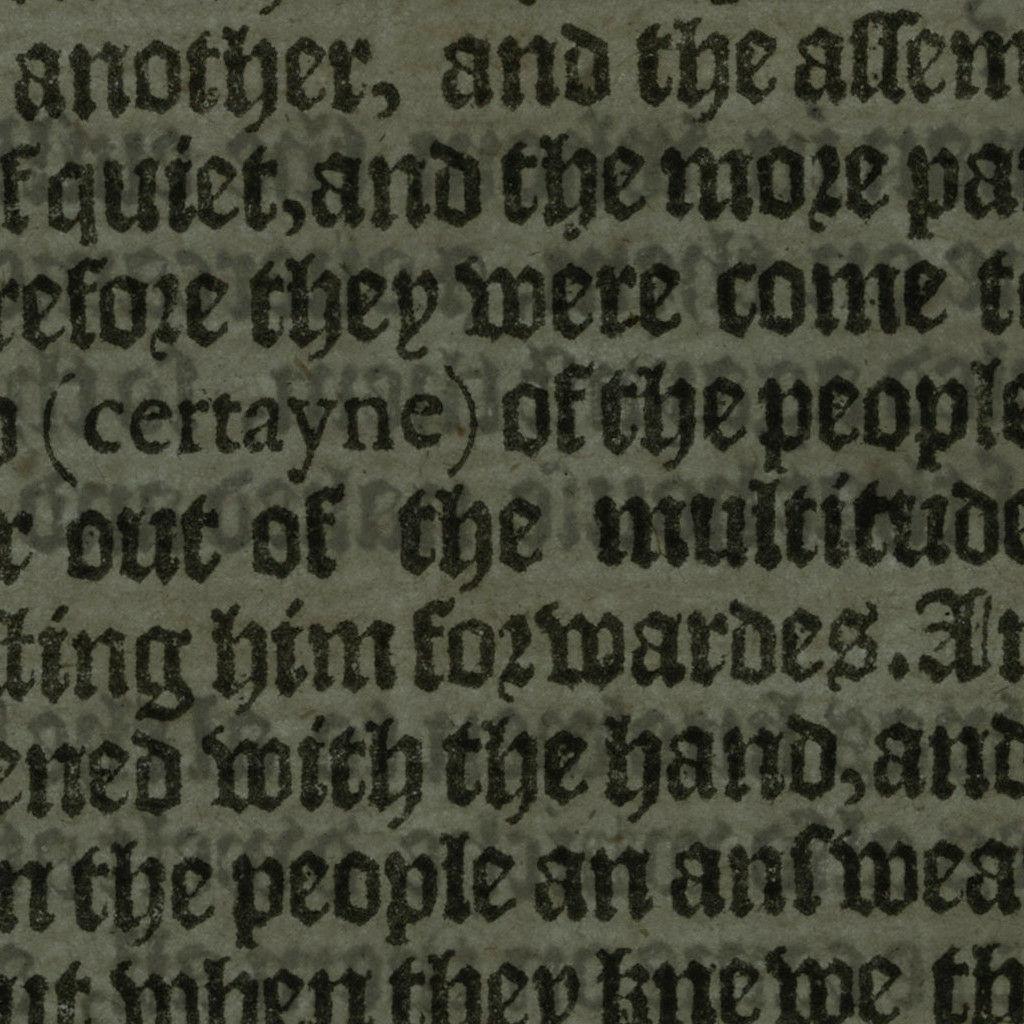 another, and the aſſem
f quiet, and the more pa
refore they were come t
(certayne) of the people
r out of the multitude
ting him forwardes. An
ened with the hand, and
n the people an anſwea
ut when they knewe th